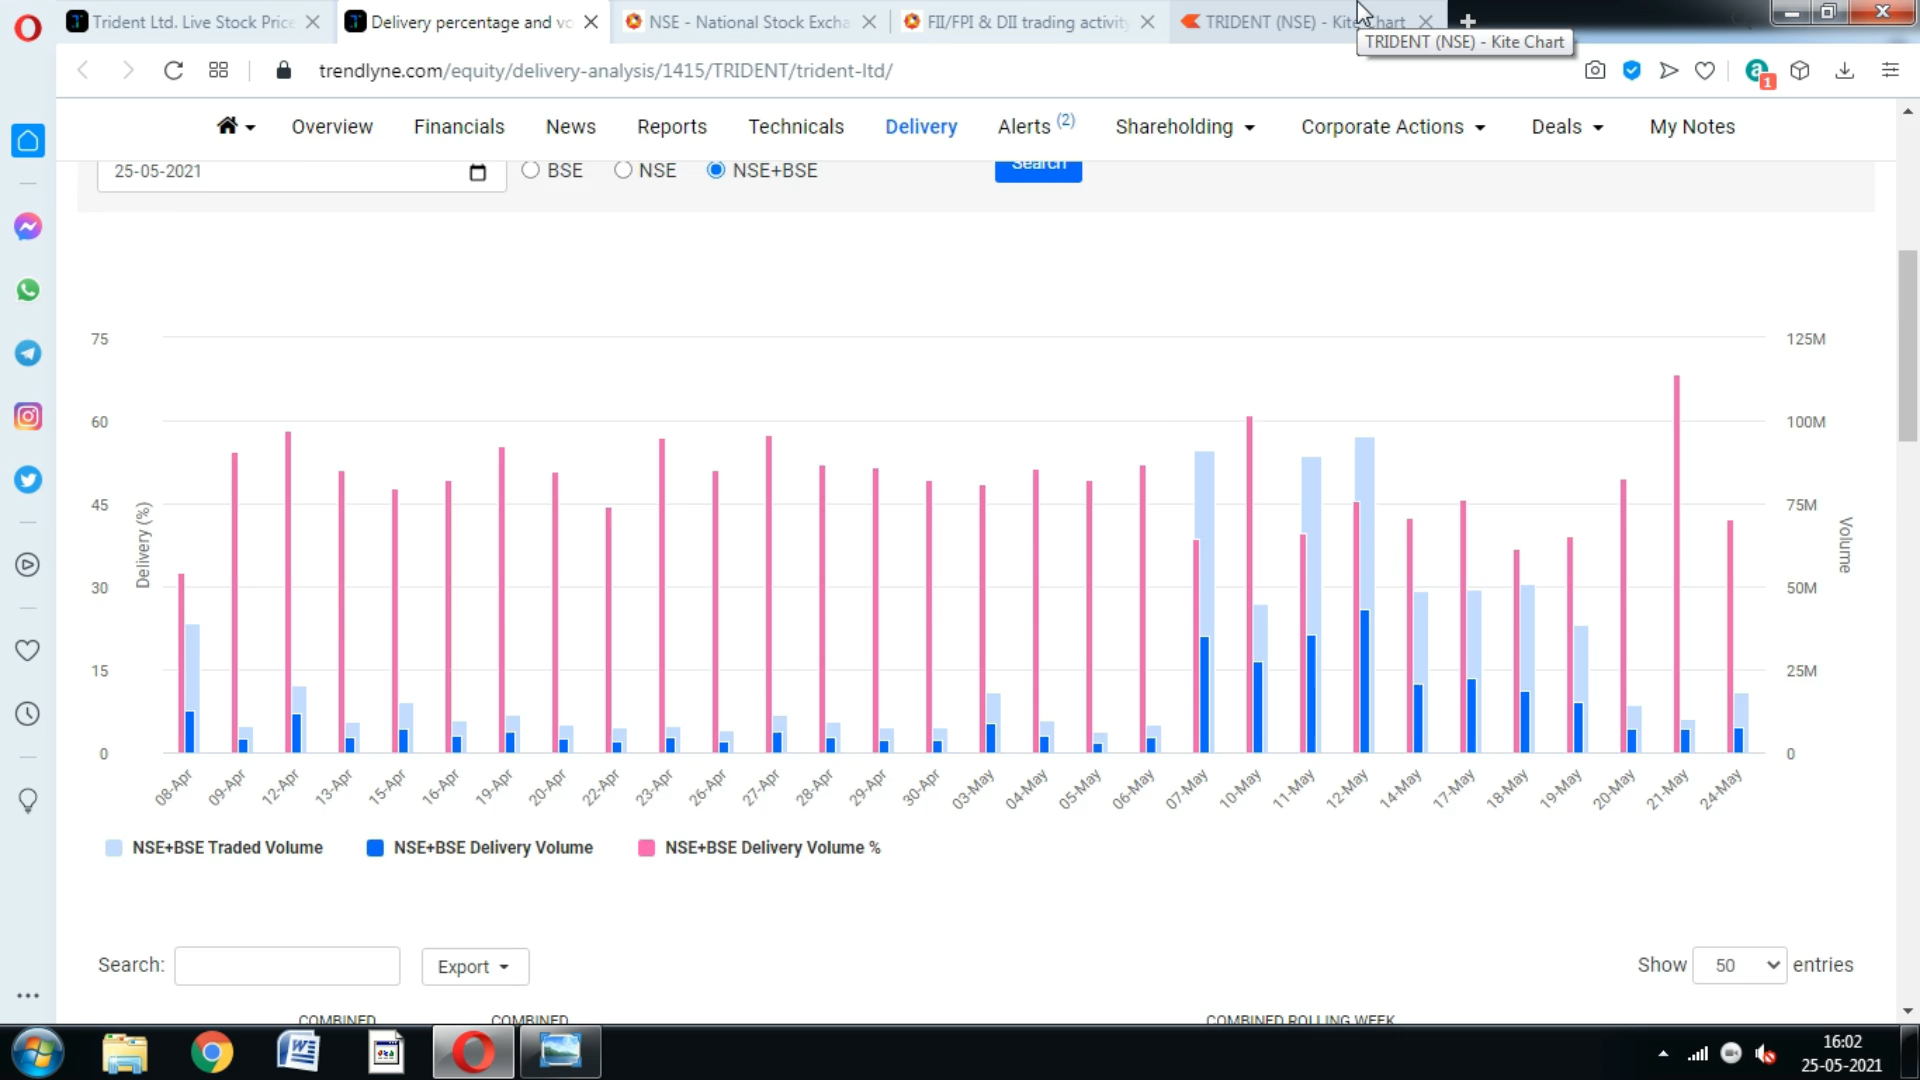 Trident Ltd. Live Stock Price
Delivery percentage and vo
NSE - National Stock Excha
FII/FPI & DII trading activity
TRIDENT (NSE) - Kite Chart
TRIDENT (NSE) - Kite Chart
trendlyne.com/equity/delivery-analysis/1415/TRIDENT/trident-ltd/
1
Overview Financials News Reports Technicals Delivery Alerts (2) Shareholding Corporate Actions Deals My Notes
25-05-2021 BSE NSE NSE+BSE Search
75 125M
60 100M
45 75M
30 50M
15 25M
0 0
Delivery (%)
Volume
08-Apr 09-Apr 12-Apr 13-Apr 15-Apr 16-Apr 19-Apr 20-Apr 22-Apr 23-Apr 26-Apr 27-Apr 28-Apr 29-Apr 30-Apr 03-May 04-May 05-May 06-May 07-May 10-May 11-May 12-May 14-May 17-May 18-May 19-May 20-May 21-May 24-May
NSE+BSE Traded Volume NSE+BSE Delivery Volume NSE+BSE Delivery Volume %
Search: Export Show 50 entries
COMBINED COMBINED COMBINED ROLLING WEEK
16:02
25-05-2021